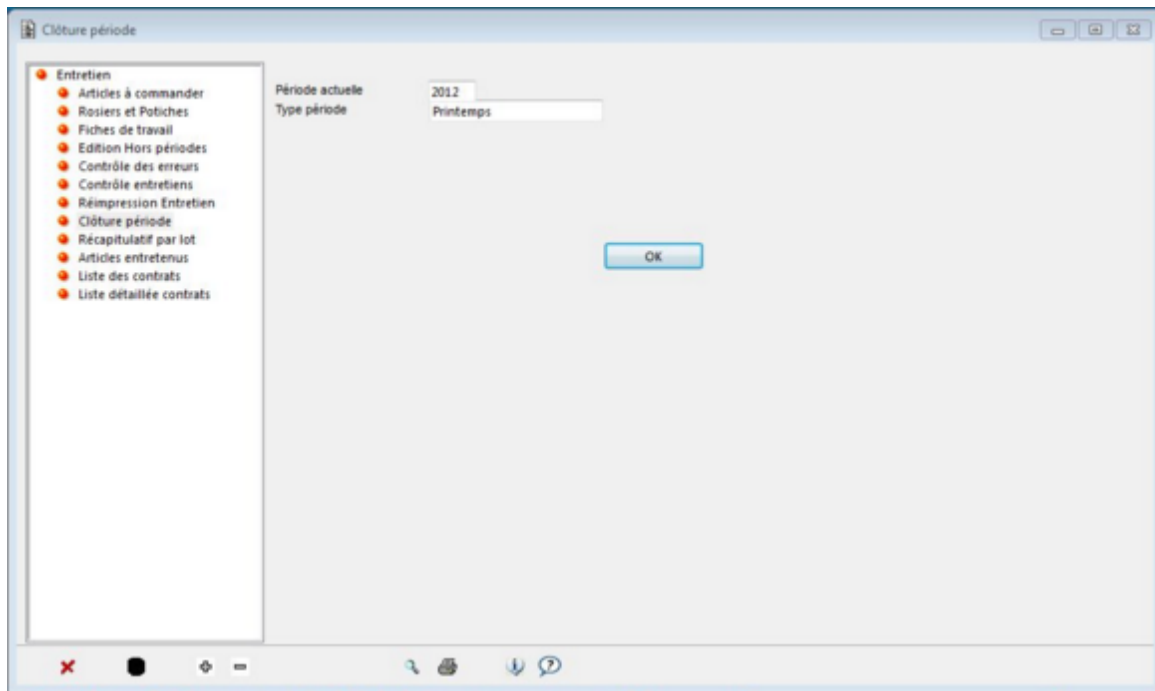 Clôture période
Entretien
Articles à commander
Rosiers et Potiches
Fiches de travail
Edition Hors périodes
Contrôle des erreurs
Contrôle entretiens
Réimpression Entretien
Clôture période
Récapitulatif par lot
Articles entretenus
Liste des contrats
Liste détaillée contrats
Période actuelle 2012
Type période Printemps
OK